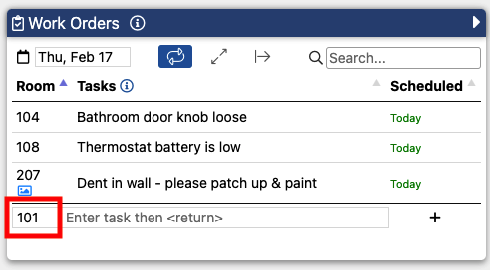 Work Orders
Thu, Feb 17 Search...
Room Tasks Scheduled
104 Bathroom door knob loose Today
108 Thermostat battery is low Today
207 Dent in wall - please patch up & paint Today
101 Enter task then <return> +